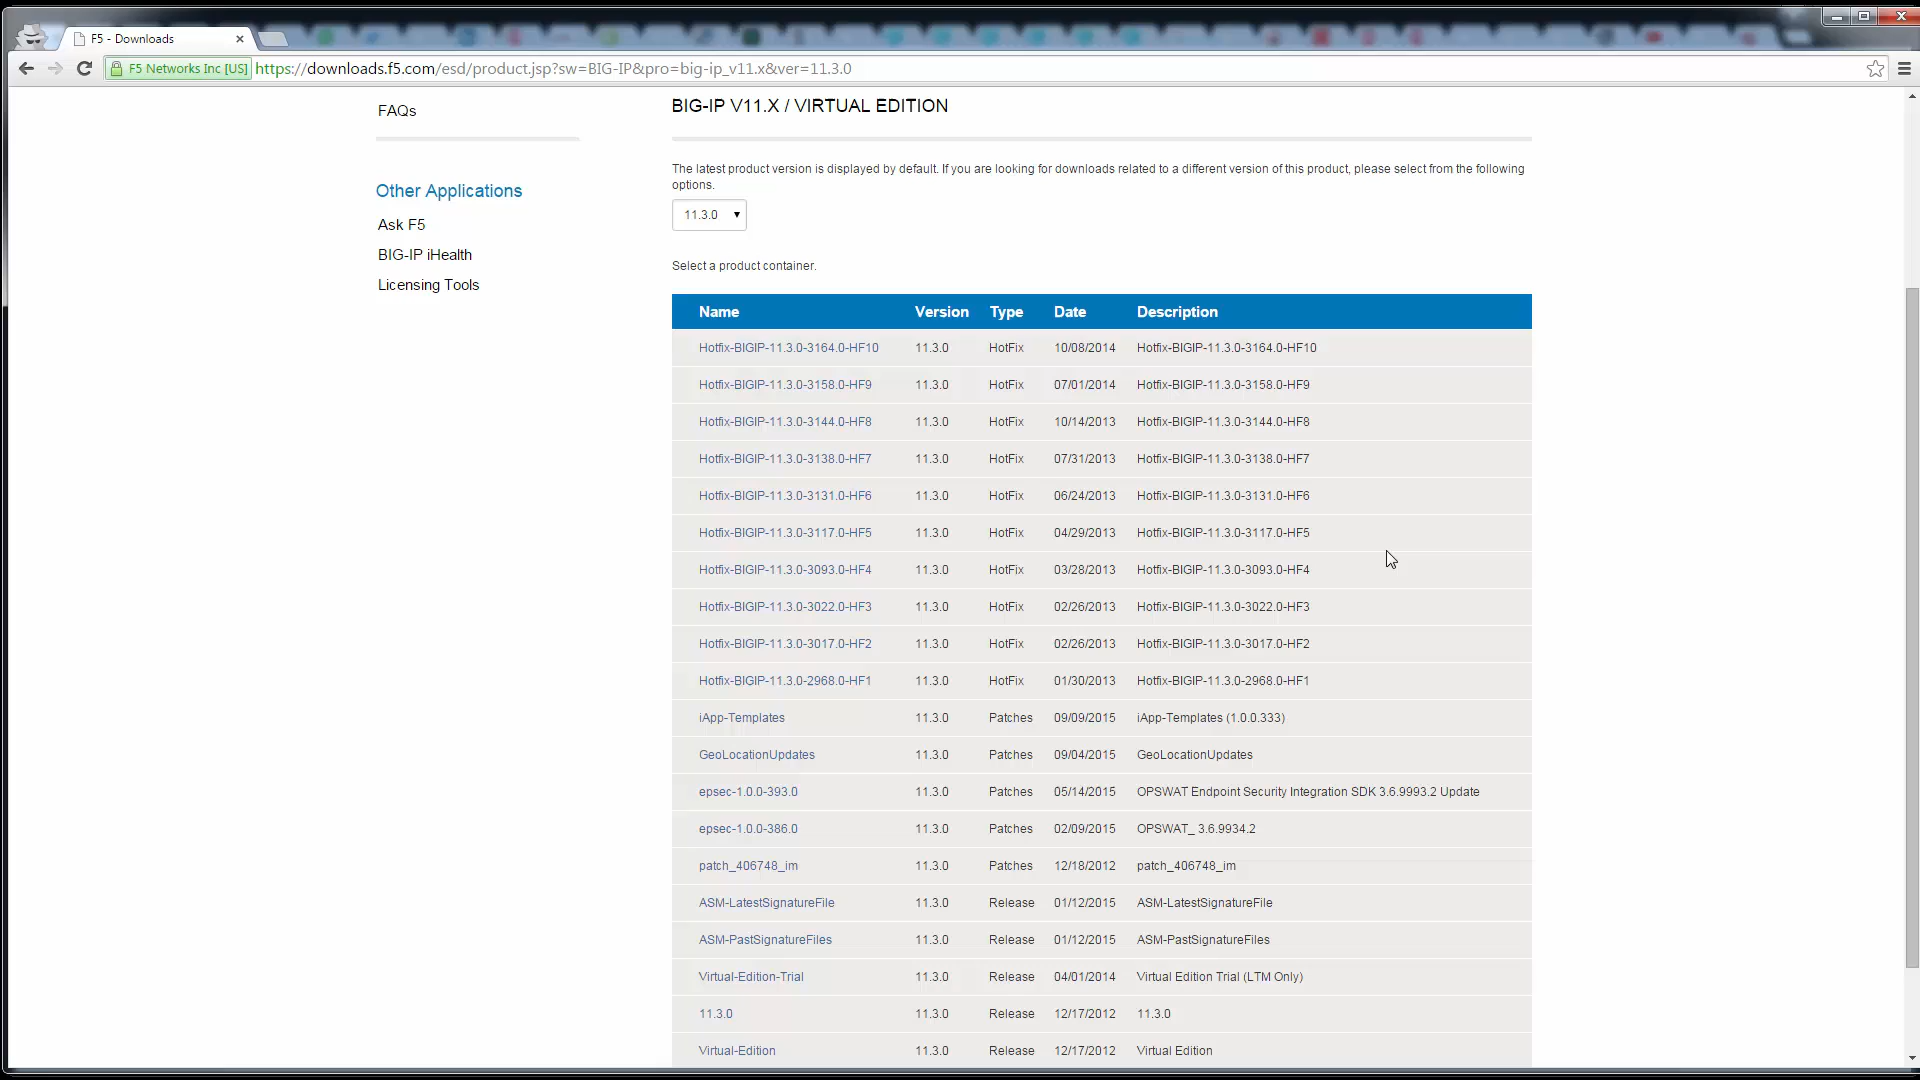 F5 - Downloads
F5 Networks Inc [US] https://downloads.f5.com/esd/product.jsp?sw=BIG-IP&pro=big-ip_v11.x&ver=11.3.0
FAQs
Other Applications
Ask F5
BIG-IP iHealth
Licensing Tools
BIG-IP V11.X / VIRTUAL EDITION
The latest product version is displayed by default. If you are looking for downloads related to a different version of this product, please select from the following
options.
11.3.0
Select a product container.
Name Version Type Date Description
Hotfix-BIGIP-11.3.0-3164.0-HF10 11.3.0 HotFix 10/08/2014 Hotfix-BIGIP-11.3.0-3164.0-HF10
Hotfix-BIGIP-11.3.0-3158.0-HF9 11.3.0 HotFix 07/01/2014 Hotfix-BIGIP-11.3.0-3158.0-HF9
Hotfix-BIGIP-11.3.0-3144.0-HF8 11.3.0 HotFix 10/14/2013 Hotfix-BIGIP-11.3.0-3144.0-HF8
Hotfix-BIGIP-11.3.0-3138.0-HF7 11.3.0 HotFix 07/31/2013 Hotfix-BIGIP-11.3.0-3138.0-HF7
Hotfix-BIGIP-11.3.0-3131.0-HF6 11.3.0 HotFix 06/24/2013 Hotfix-BIGIP-11.3.0-3131.0-HF6
Hotfix-BIGIP-11.3.0-3117.0-HF5 11.3.0 HotFix 04/29/2013 Hotfix-BIGIP-11.3.0-3117.0-HF5
Hotfix-BIGIP-11.3.0-3093.0-HF4 11.3.0 HotFix 03/28/2013 Hotfix-BIGIP-11.3.0-3093.0-HF4
Hotfix-BIGIP-11.3.0-3022.0-HF3 11.3.0 HotFix 02/26/2013 Hotfix-BIGIP-11.3.0-3022.0-HF3
Hotfix-BIGIP-11.3.0-3017.0-HF2 11.3.0 HotFix 02/26/2013 Hotfix-BIGIP-11.3.0-3017.0-HF2
Hotfix-BIGIP-11.3.0-2968.0-HF1 11.3.0 HotFix 01/30/2013 Hotfix-BIGIP-11.3.0-2968.0-HF1
iApp-Templates 11.3.0 Patches 09/09/2015 iApp-Templates (1.0.0.333)
GeoLocationUpdates 11.3.0 Patches 09/04/2015 GeoLocationUpdates
epsec-1.0.0-393.0 11.3.0 Patches 05/14/2015 OPSWAT Endpoint Security Integration SDK 3.6.9993.2 Update
epsec-1.0.0-386.0 11.3.0 Patches 02/09/2015 OPSWAT_ 3.6.9934.2
patch_406748_im 11.3.0 Patches 12/18/2012 patch_406748_im
ASM-LatestSignatureFile 11.3.0 Release 01/12/2015 ASM-LatestSignatureFile
ASM-PastSignatureFiles 11.3.0 Release 01/12/2015 ASM-PastSignatureFiles
Virtual-Edition-Trial 11.3.0 Release 04/01/2014 Virtual Edition Trial (LTM Only)
11.3.0 11.3.0 Release 12/17/2012 11.3.0
Virtual-Edition 11.3.0 Release 12/17/2012 Virtual Edition